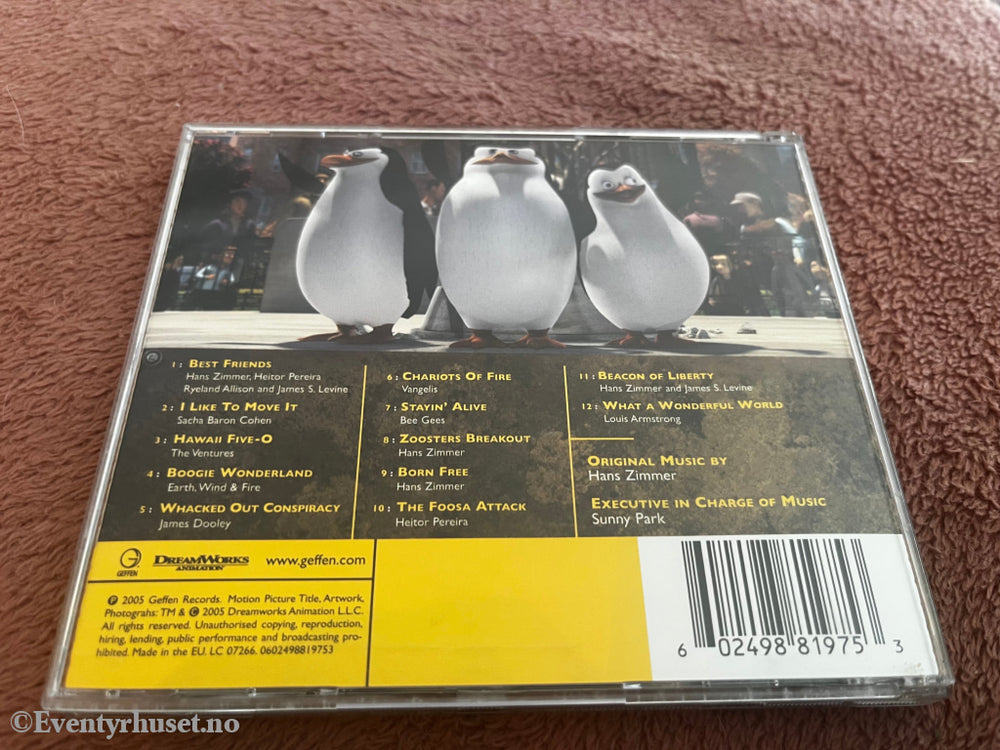 1: BEST FRIENDS
Hans Zimmer, Heitor Pereira
Ryeland Allison and James S. Levine
2: I LIKE TO MOVE IT
Sacha Baron Cohen
3: HAWAII FIVE-O
The Ventures
4: BOOGIE WONDERLAND
Earth, Wind & Fire
5: WHACKED OUT CONSPIRACY
James Dooley
6: CHARIOTS OF FIRE
Vangelis
7: STAYIN' ALIVE
Bee Gees
8: ZOOSTERS BREAKOUT
Hans Zimmer
9: BORN FREE
Hans Zimmer
10: THE FOOSA ATTACK
Heitor Pereira
11: BEACON OF LIBERTY
Hans Zimmer and James S. Levine
12: WHAT A WONDERFUL WORLD
Louis Armstrong
ORIGINAL MUSIC BY
Hans Zimmer
EXECUTIVE IN CHARGE OF MUSIC
Sunny Park
GEFFEN
DREAMWORKS
ANIMATION
www.geffen.com
℗ 2005 Geffen Records. Motion Picture Title, Artwork,
Photograhs: TM & © 2005 Dreamworks Animation L.L.C.
All rights reserved. Unauthorised copying, reproduction,
hiring, lending, public performance and broadcasting pro-
hibited. Made in the EU. LC 07266. 0602498819753
6 02498 81975 3
©Eventyrhuset.no